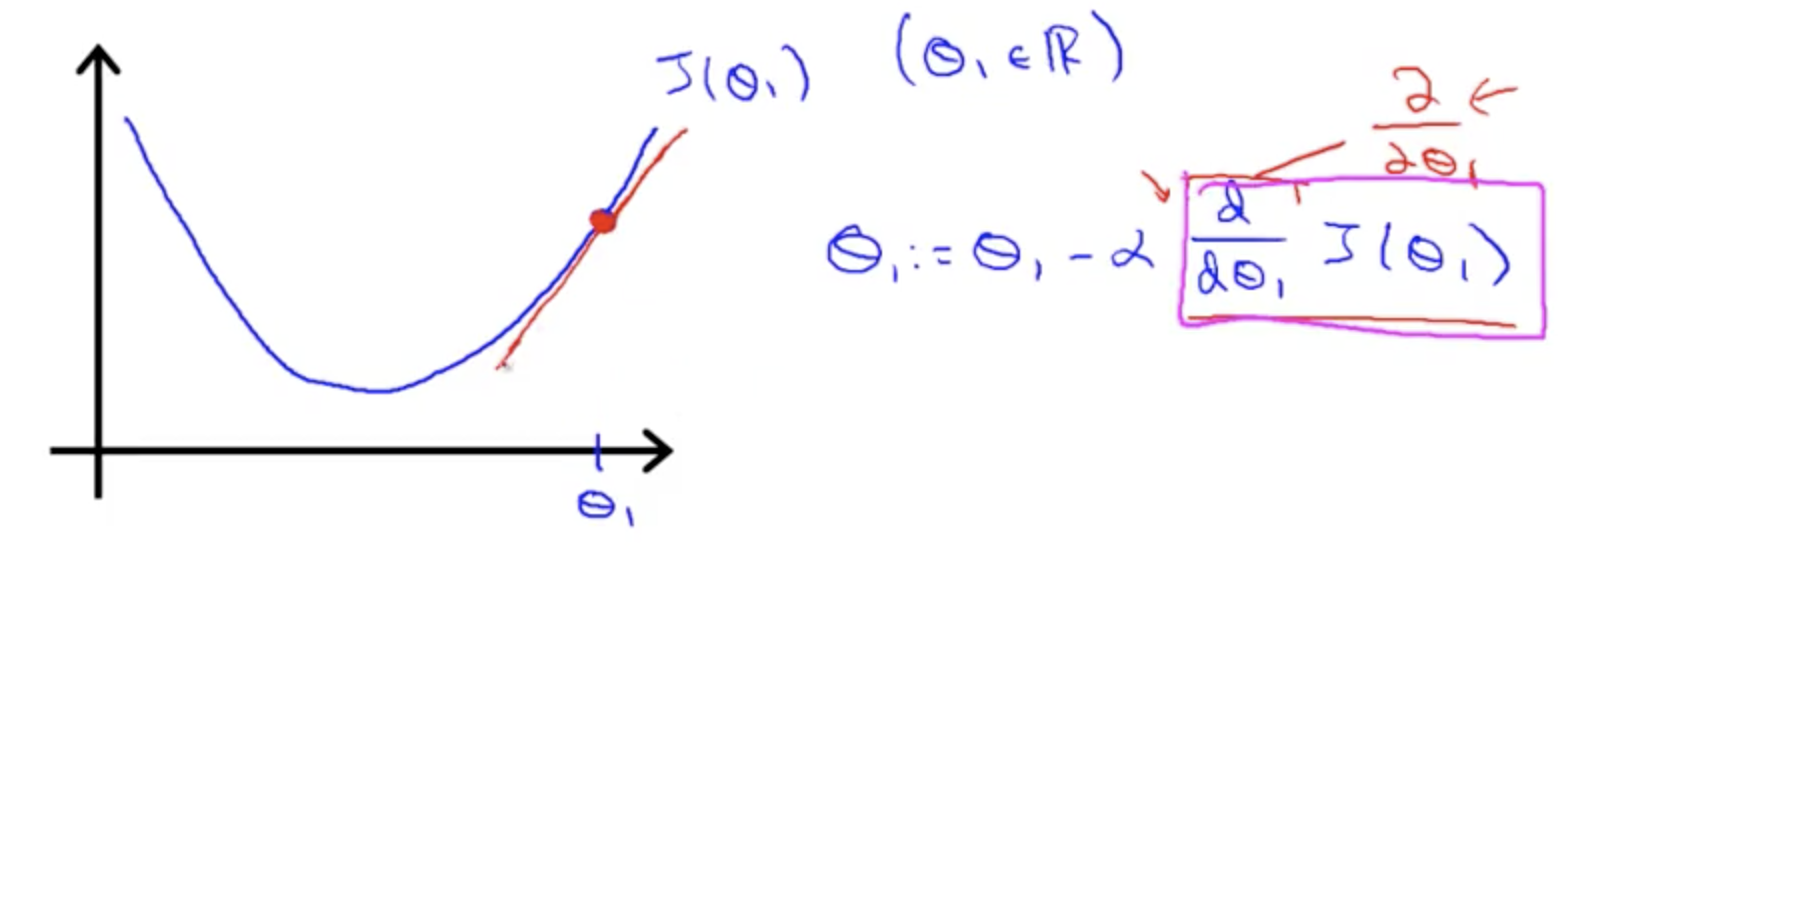 J(θ₁) (θ₁ ∈ ℝ)
∂
∂θ₁
θ₁ := θ₁ - α d/dθ₁ J(θ₁)
θ₁